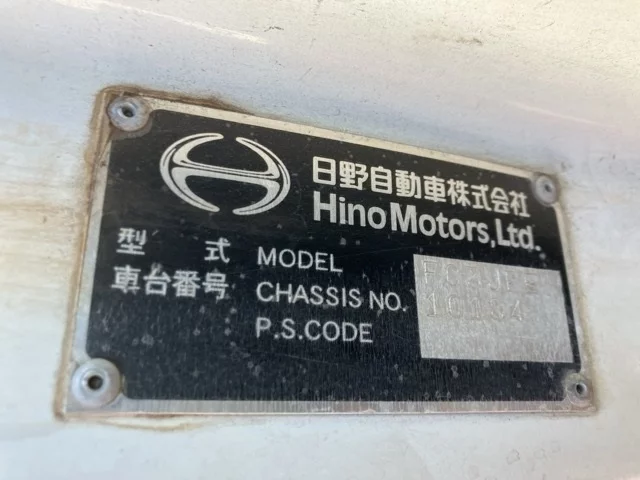 日野自動車株式会社
Hino Motors, Ltd.
型 式 MODEL
車台番号 CHASSIS NO.
P.S.CODE